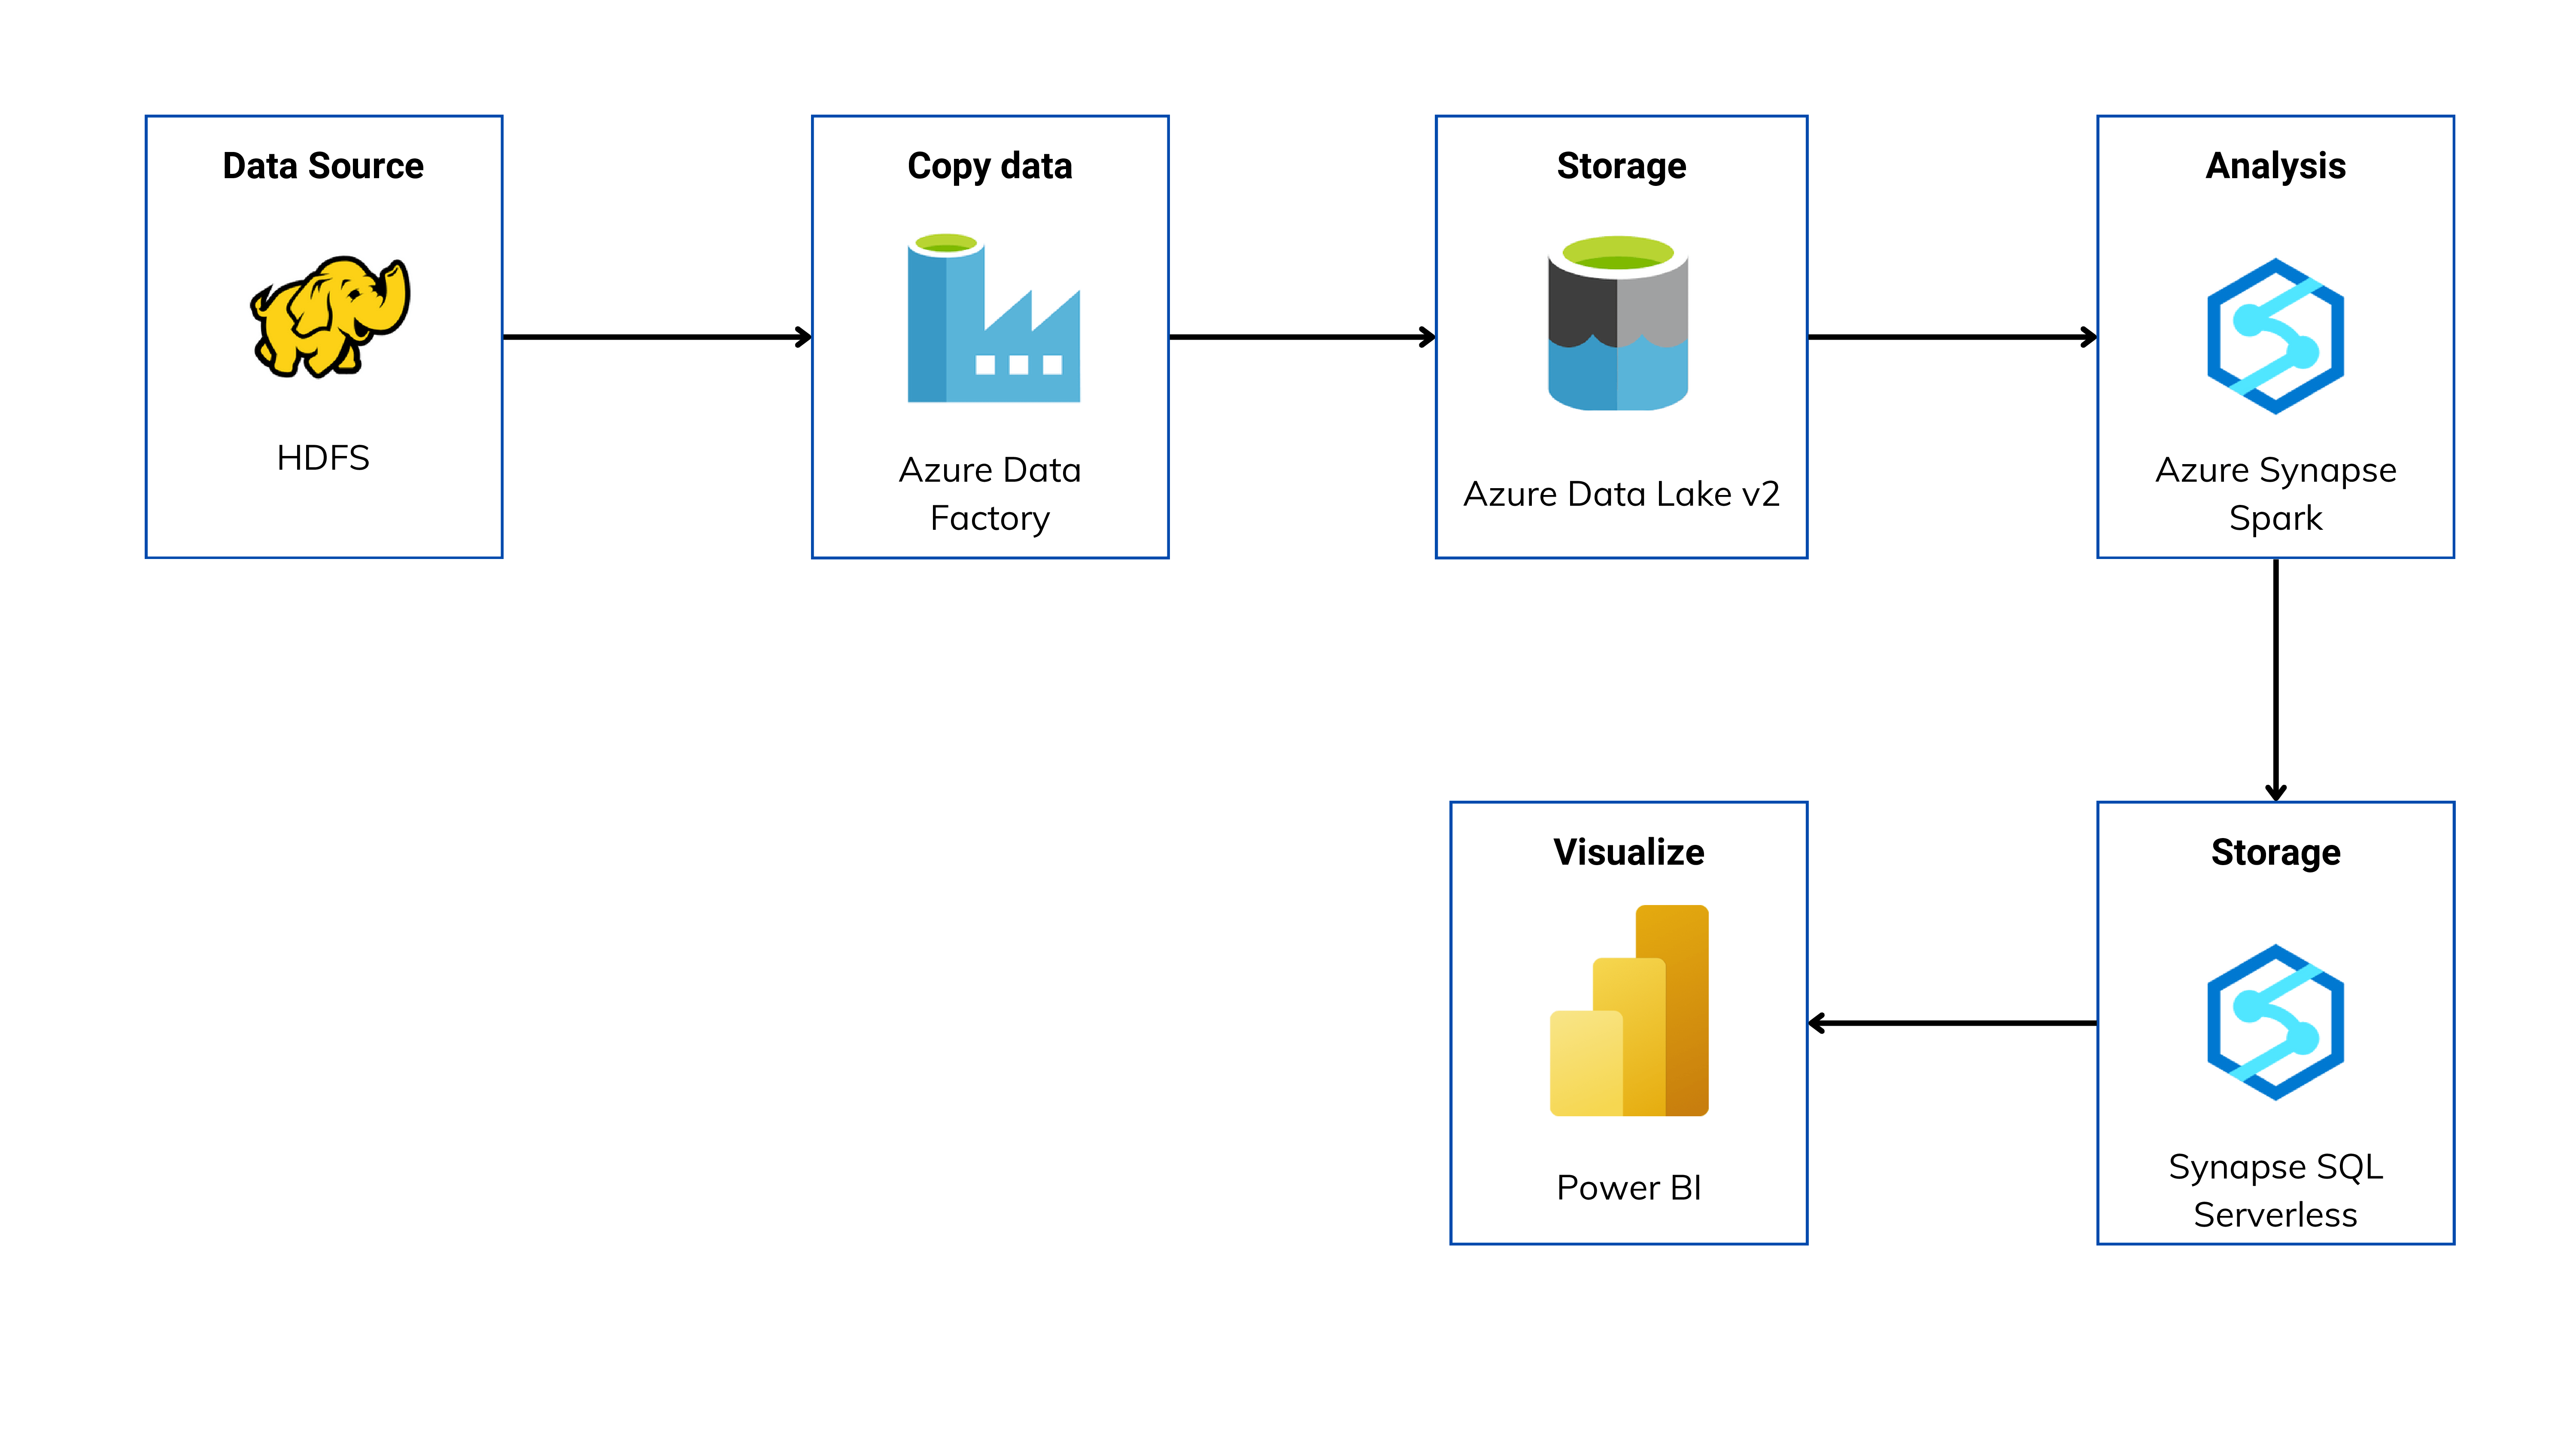 Data Source
HDFS
Copy data
Azure Data
Factory
Storage
Azure Data Lake v2
Analysis
Azure Synapse
Spark
Storage
Synapse SQL
Serverless
Visualize
Power BI